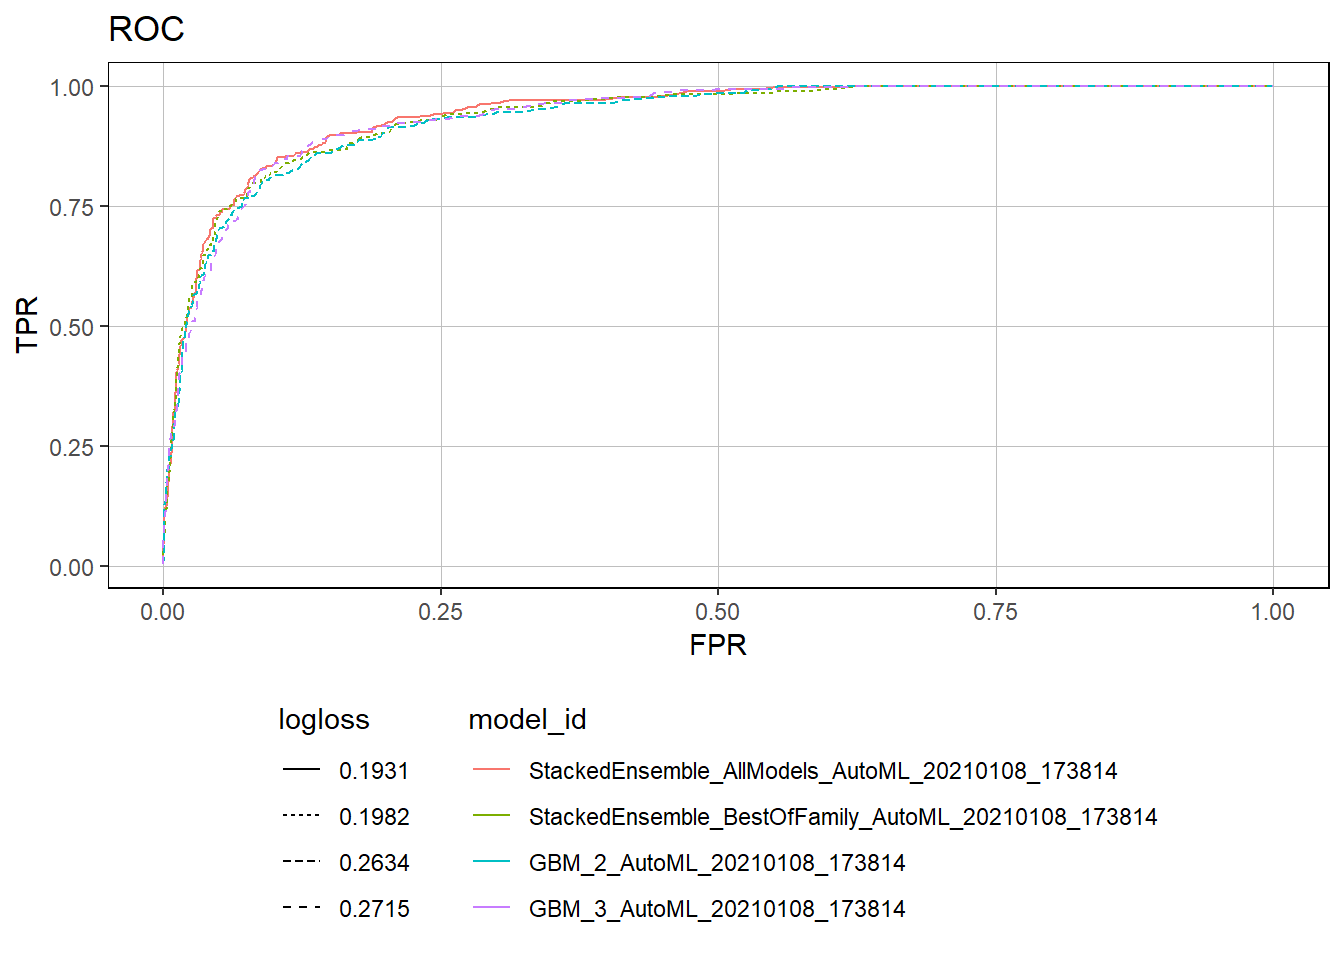 ROC
1.00
0.75
0.50
0.25
0.00
TPR
0.00 0.25 0.50 0.75 1.00
FPR
logloss model_id
0.1931 StackedEnsemble_AllModels_AutoML_20210108_173814
0.1982 StackedEnsemble_BestOfFamily_AutoML_20210108_173814
0.2634 GBM_2_AutoML_20210108_173814
0.2715 GBM_3_AutoML_20210108_173814